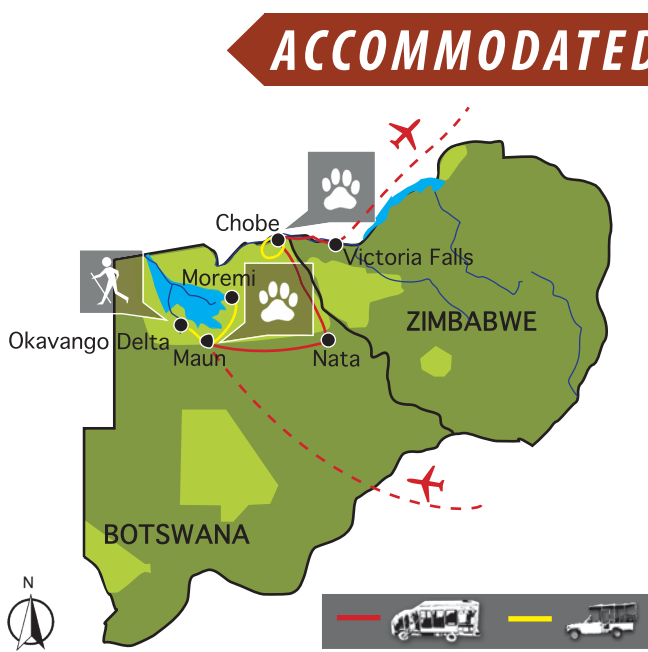 ACCOMMODATED
Chobe
Victoria Falls
Moremi
ZIMBABWE
Okavango Delta
Maun
Nata
BOTSWANA
N